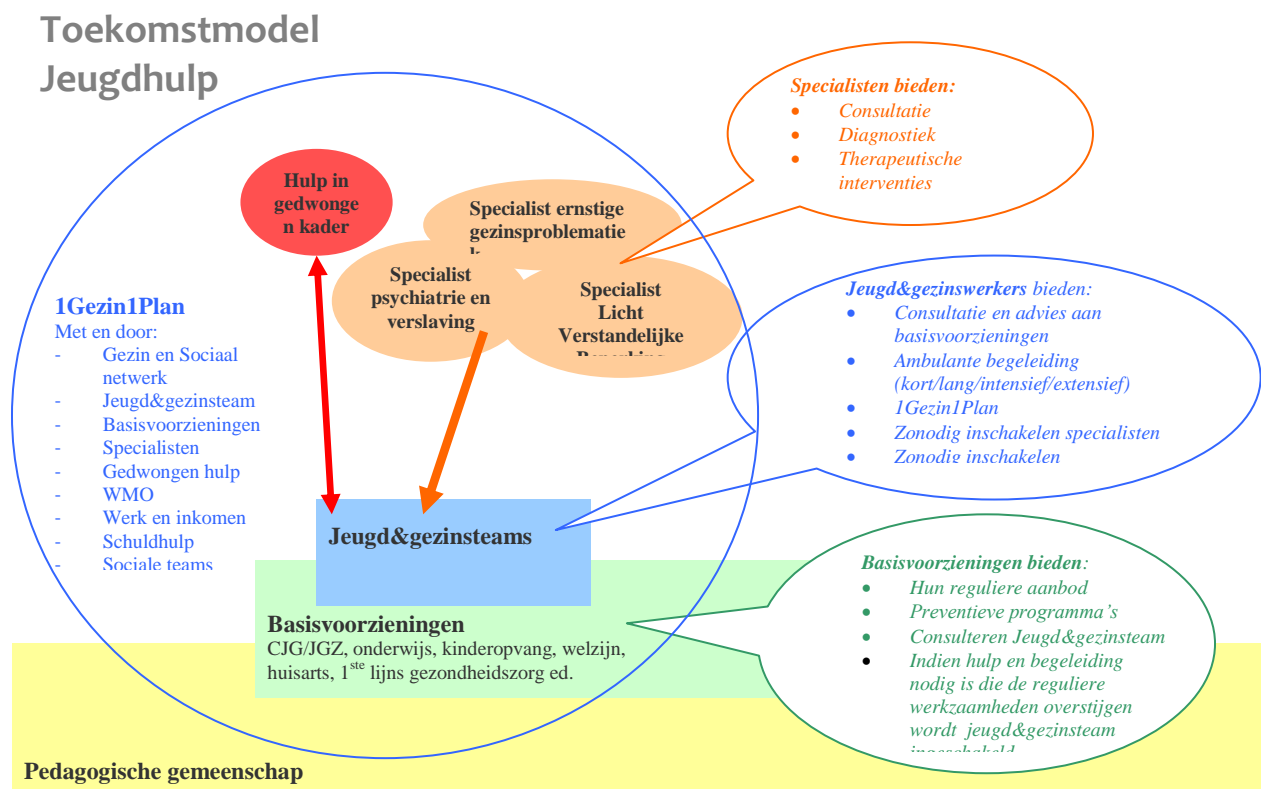 Toekomstmodel
Jeugdhulp
Specialisten bieden:
• Consultatie
• Diagnostiek
• Therapeutische
interventies
Hulp in
gedwonge
n kader
Specialist ernstige
gezinsproblematie
Specialist
psychiatrie en
verslaving
Specialist
Licht
Verstandelijke
1Gezin1Plan
Met en door:
- Gezin en Sociaal
netwerk
- Jeugd&gezinsteam
- Basisvoorzieningen
- Specialisten
- Gedwongen hulp
- WMO
- Werk en inkomen
- Schuldhulp
- Sociale teams
Jeugd&gezinswerkers bieden:
• Consultatie en advies aan
basisvoorzieningen
• Ambulante begeleiding
(kort/lang/intensief/extensief)
• 1Gezin1Plan
• Zonodig inschakelen specialisten
• Zonodig inschakelen
Jeugd&gezinsteams
Basisvoorzieningen
CJG/JGZ, onderwijs, kinderopvang, welzijn,
huisarts, 1ste lijns gezondheidszorg ed.
Basisvoorzieningen bieden:
• Hun reguliere aanbod
• Preventieve programma's
• Consulteren Jeugd&gezinsteam
• Indien hulp en begeleiding
nodig is die de reguliere
werkzaamheden overstijgen
wordt jeugd&gezinsteam
Pedagogische gemeenschap